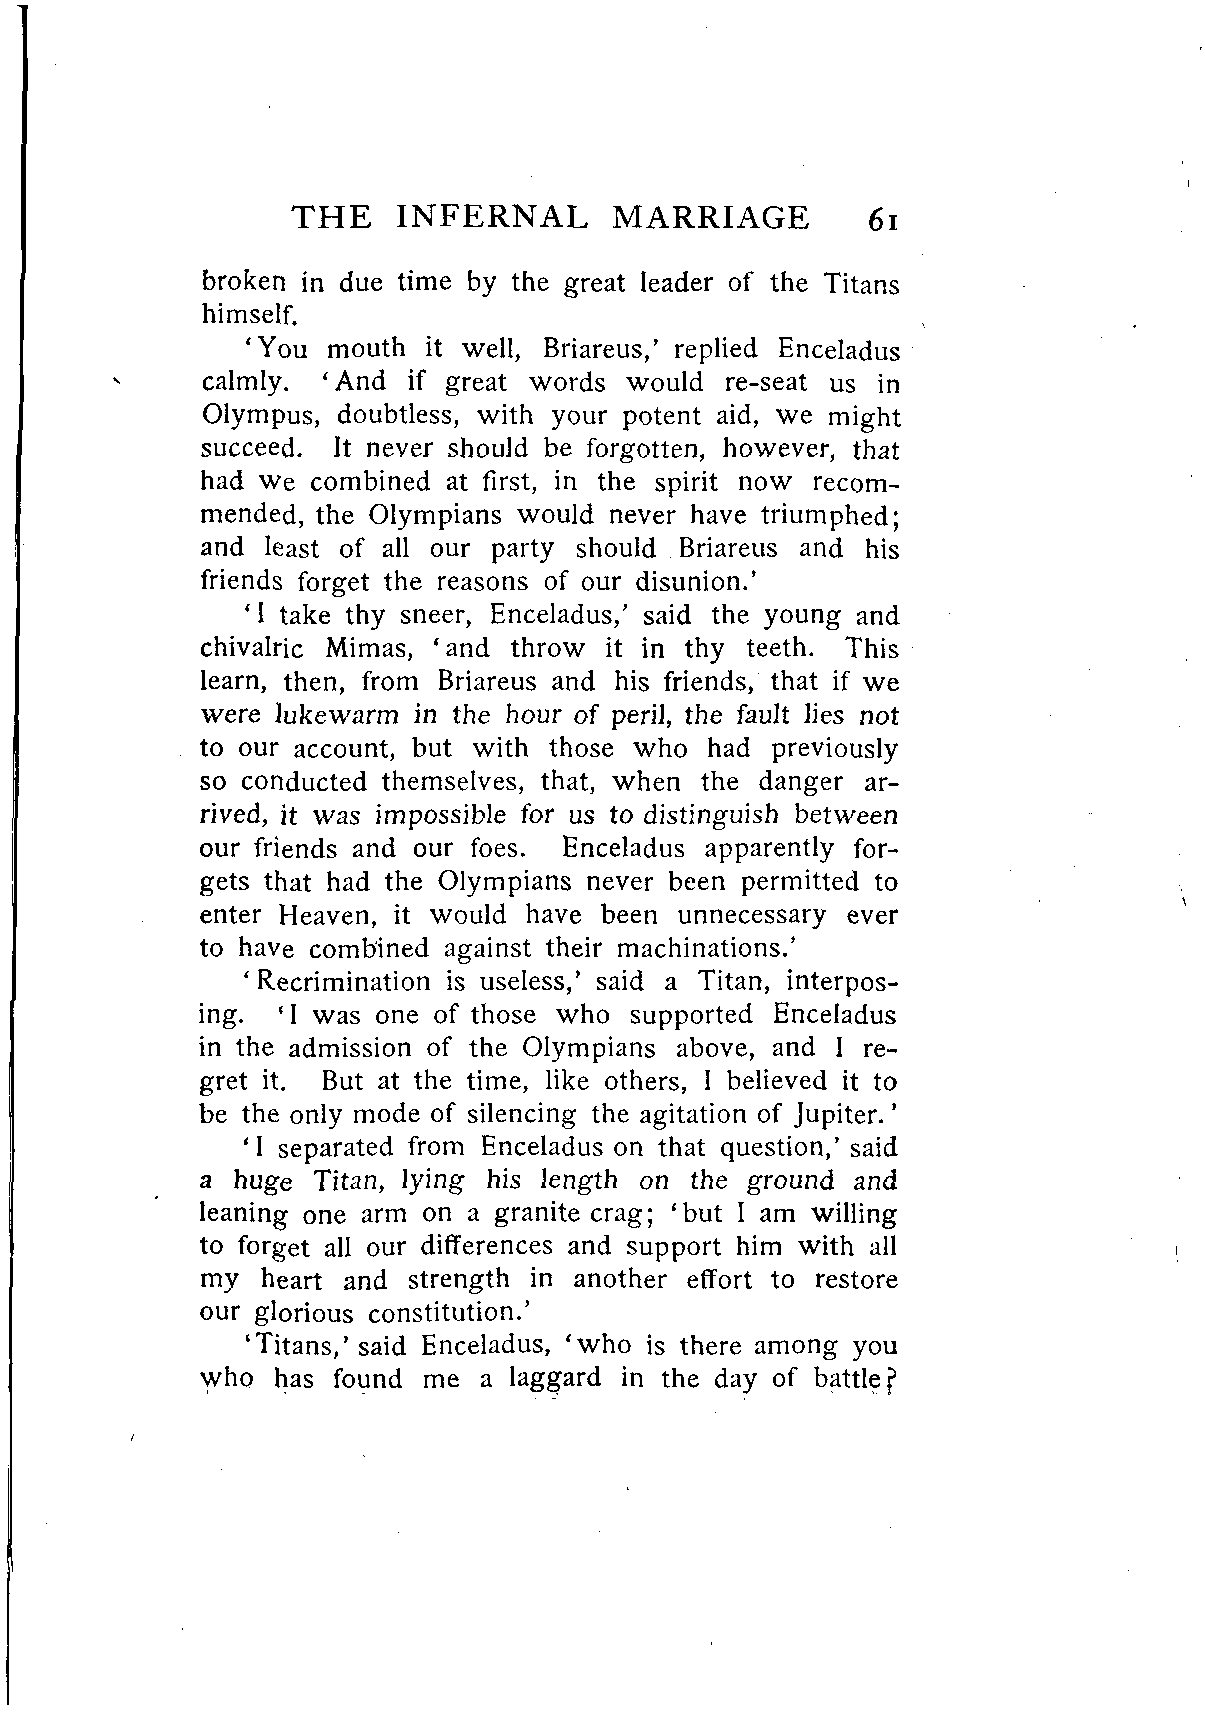 THE INFERNAL MARRIAGE 61
broken in due time by the great leader of the Titans
himself.
‘You mouth it well, Briareus,’ replied Enceladus
calmly. ‘And if great words would re-seat us in
Olympus, doubtless, with your potent aid, we might
succeed. It never should be forgotten, however, that
had we combined at first, in the spirit now recom-
mended, the Olympians would never have triumphed;
and least of all our party should Briareus and his
friends forget the reasons of our disunion.’
‘I take thy sneer, Enceladus,’ said the young and
chivalric Mimas, ‘and throw it in thy teeth. This
learn, then, from Briareus and his friends, that if we
were lukewarm in the hour of peril, the fault lies not
to our account, but with those who had previously
so conducted themselves, that, when the danger ar-
rived, it was impossible for us to distinguish between
our friends and our foes. Enceladus apparently for-
gets that had the Olympians never been permitted to
enter Heaven, it would have been unnecessary ever
to have combined against their machinations.’
‘Recrimination is useless,’ said a Titan, interpos-
ing. ‘I was one of those who supported Enceladus
in the admission of the Olympians above, and I re-
gret it. But at the time, like others, I believed it to
be the only mode of silencing the agitation of Jupiter.’
‘I separated from Enceladus on that question,’ said
a huge Titan, lying his length on the ground and
leaning one arm on a granite crag; ‘but I am willing
to forget all our differences and support him with all
my heart and strength in another effort to restore
our glorious constitution.’
‘Titans,’ said Enceladus, ‘who is there among you
who has found me a laggard in the day of battle?